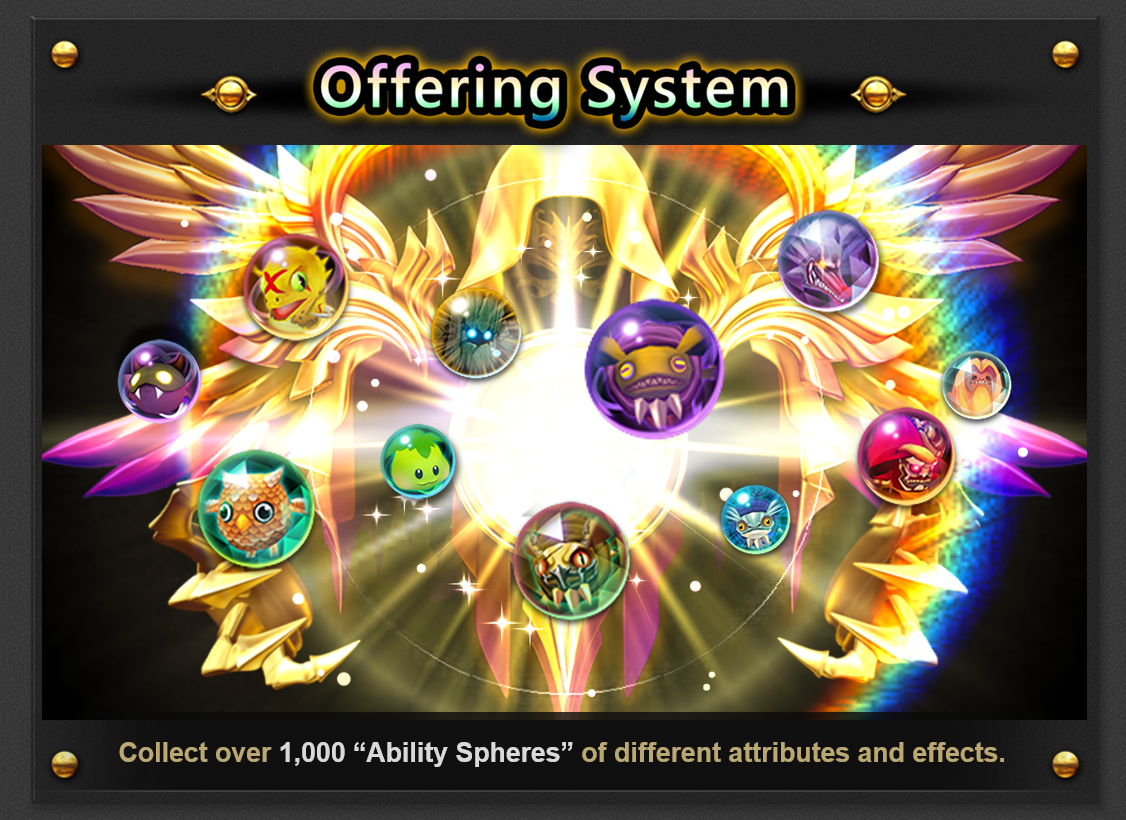 Offering System
Collect over 1,000 “Ability Spheres” of different attributes and effects.